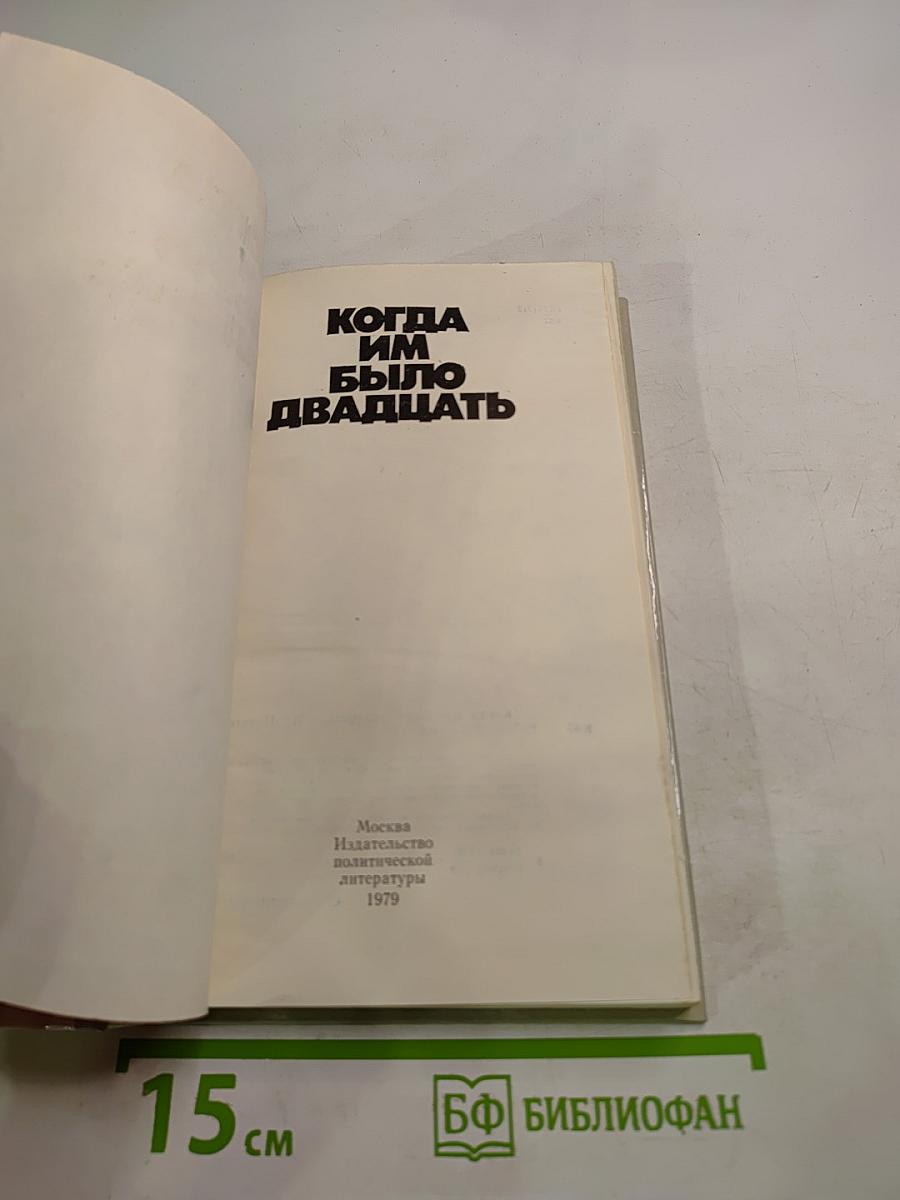 КОГДА
ИМ
БЫЛО
ДВАДЦАТЬ
Москва
Издательство
политической
литературы
1979
15 см
БФ БИБЛИОФАН